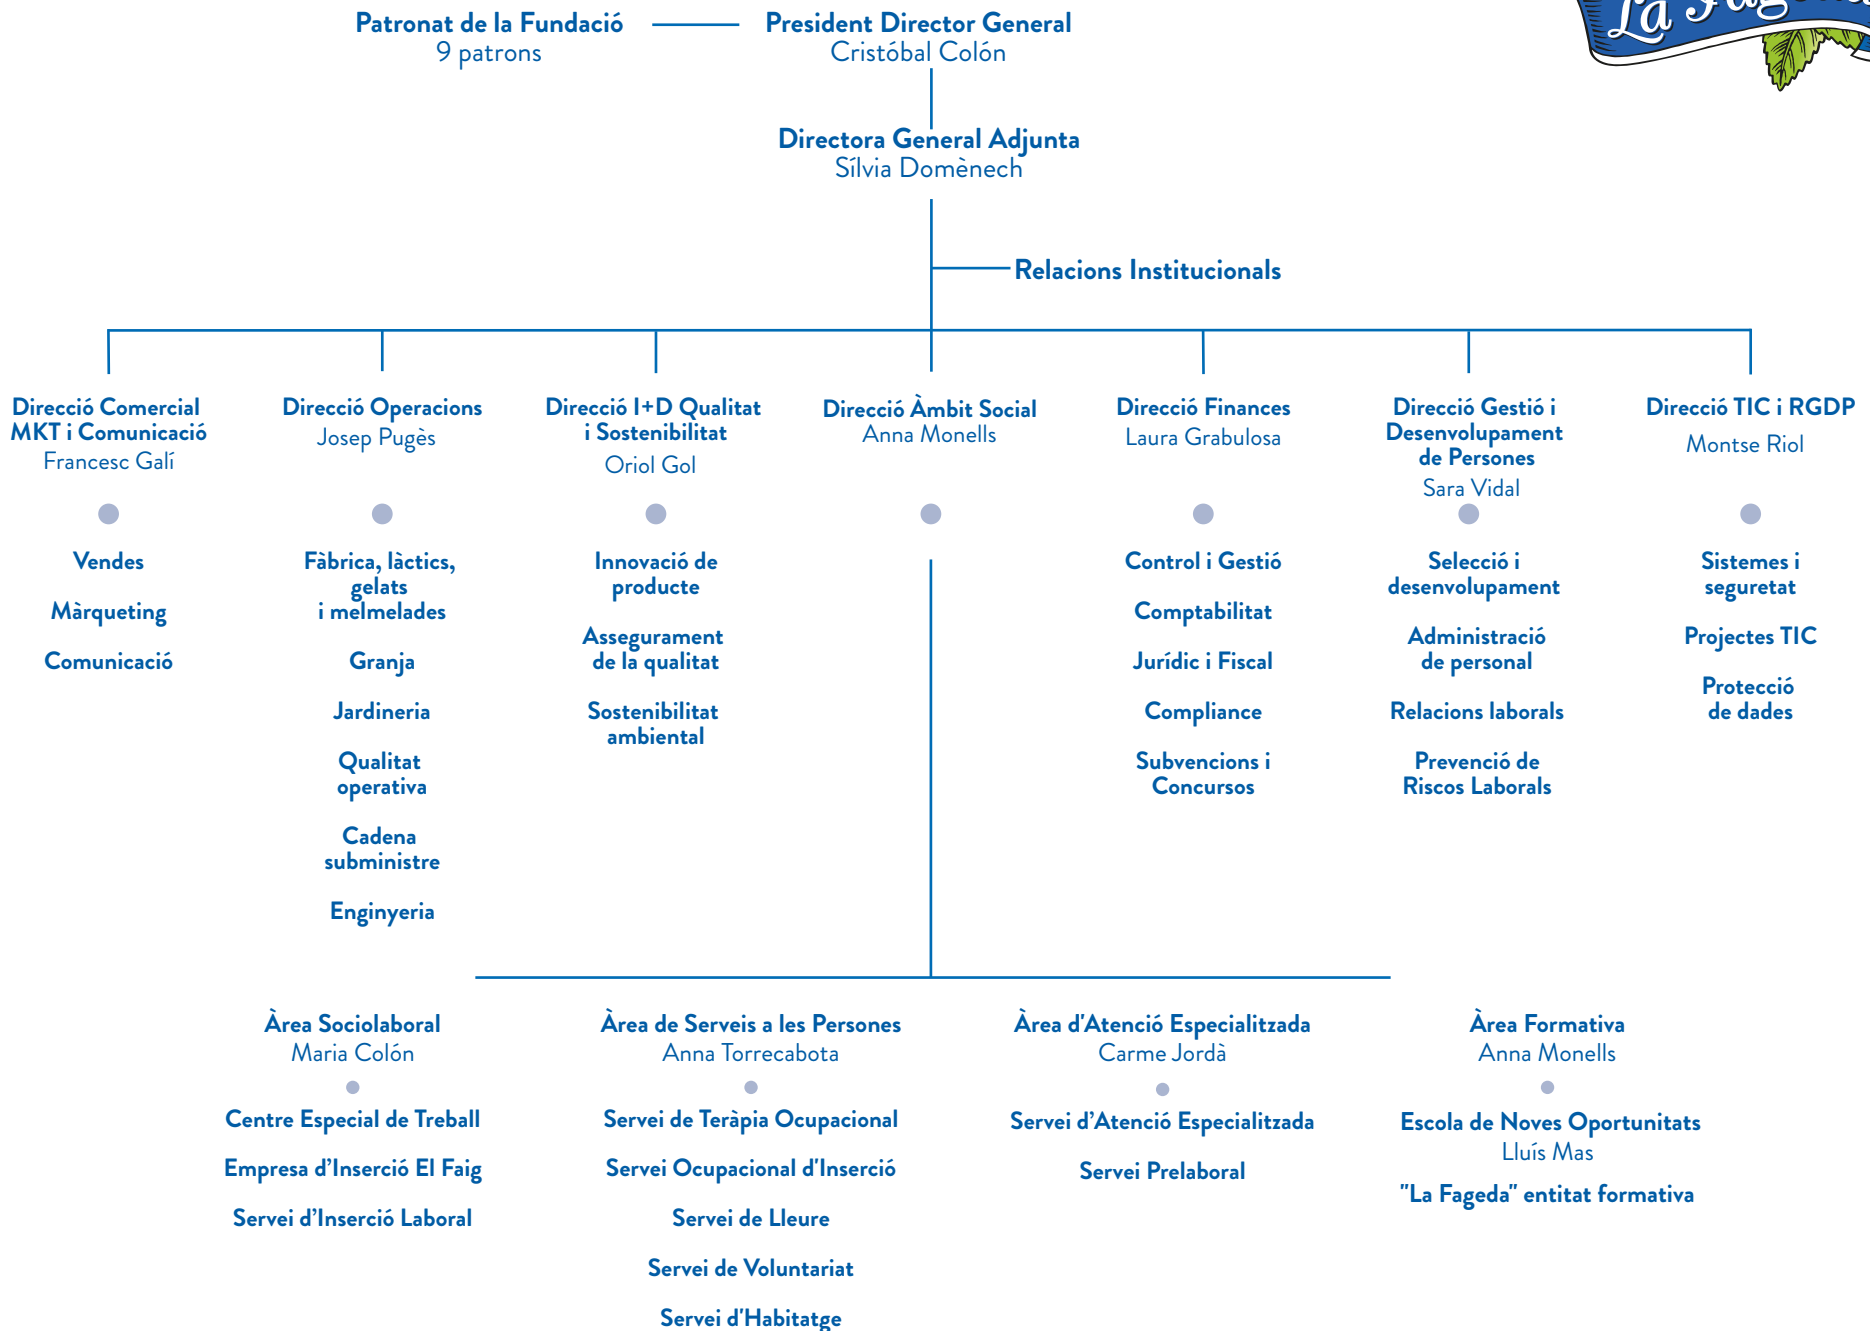 Patronat de la Fundació
9 patrons
President Director General
Cristóbal Colón
La
Directora General Adjunta
Sílvia Domènech
Relacions Institucionals
Direcció Comercial
MKT i Comunicació
Francesc Galí
Vendes
Màrqueting
Comunicació
Direcció Operacions
Josep Pugès
Fàbrica, làctics,
gelats
i melmelades
Granja
Jardineria
Qualitat
operativa
Cadena
subministre
Enginyeria
Direcció I+D Qualitat
i Sostenibilitat
Oriol Gol
Innovació de
producte
Assegurament
de la qualitat
Sostenibilitat
ambiental
Direcció Àmbit Social
Anna Monells
Direcció Finances
Laura Grabulosa
Control i Gestió
Comptabilitat
Jurídic i Fiscal
Compliance
Subvencions i
Concursos
Direcció Gestió i
Desenvolupament
de Persones
Sara Vidal
Selecció i
desenvolupament
Administració
de personal
Relacions laborals
Prevenció de
Riscos Laborals
Direcció TIC i RGDP
Montse Riol
Sistemes i
seguretat
Projectes TIC
Protecció
de dades
Àrea Sociolaboral
Maria Colón
Centre Especial de Treball
Empresa d’Inserció El Faig
Servei d’Inserció Laboral
Àrea de Serveis a les Persones
Anna Torrecabota
Servei de Teràpia Ocupacional
Servei Ocupacional d'Inserció
Servei de Lleure
Servei de Voluntariat
Servei d'Habitatge
Àrea d'Atenció Especialitzada
Carme Jordà
Servei d’Atenció Especialitzada
Servei Prelaboral
Àrea Formativa
Anna Monells
Escola de Noves Oportunitats
Lluís Mas
"La Fageda" entitat formativa